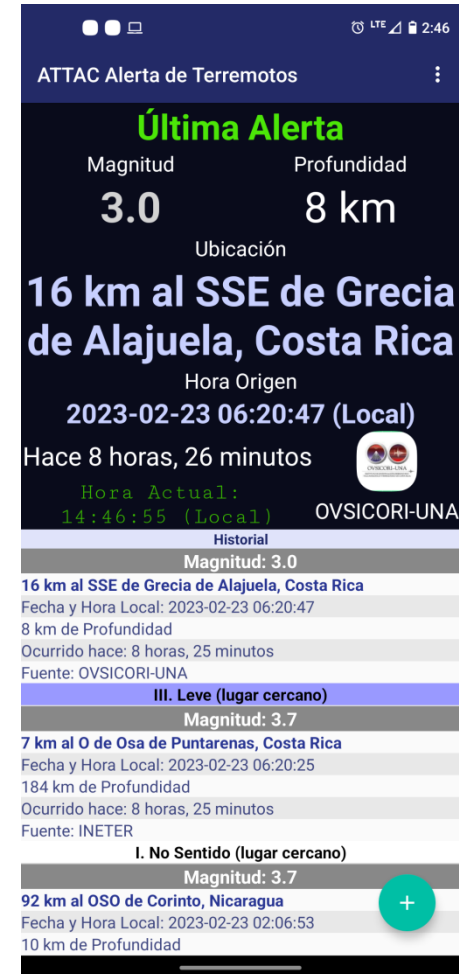 LTE 2:46
ATTAC Alerta de Terremotos
Última Alerta
Magnitud Profundidad
3.0 8 km
Ubicación
16 km al SSE de Grecia
de Alajuela, Costa Rica
Hora Origen
2023-02-23 06:20:47 (Local)
Hace 8 horas, 26 minutos
OVSICORI-UNA
Hora Actual:
14:46:55 (Local)
OVSICORI-UNA
Historial
Magnitud: 3.0
16 km al SSE de Grecia de Alajuela, Costa Rica
Fecha y Hora Local: 2023-02-23 06:20:47
8 km de Profundidad
Ocurrido hace: 8 horas, 25 minutos
Fuente: OVSICORI-UNA
III. Leve (lugar cercano)
Magnitud: 3.7
7 km al O de Osa de Puntarenas, Costa Rica
Fecha y Hora Local: 2023-02-23 06:20:25
184 km de Profundidad
Ocurrido hace: 8 horas, 25 minutos
Fuente: INETER
I. No Sentido (lugar cercano)
Magnitud: 3.7
92 km al OSO de Corinto, Nicaragua
Fecha y Hora Local: 2023-02-23 02:06:53
10 km de Profundidad